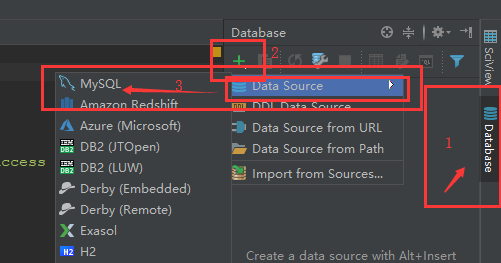 Database
2
SciView
MySQL
3
Data Source
Amazon Redshift
DDL Data Source
Azure (Microsoft)
Data Source from URL
DB2 (JTOpen)
Data Source from Path
1
Database
ccess
DB2 (LUW)
Import from Sources...
Derby (Embedded)
Derby (Remote)
Exasol
H2
Create a data source with Alt+Insert